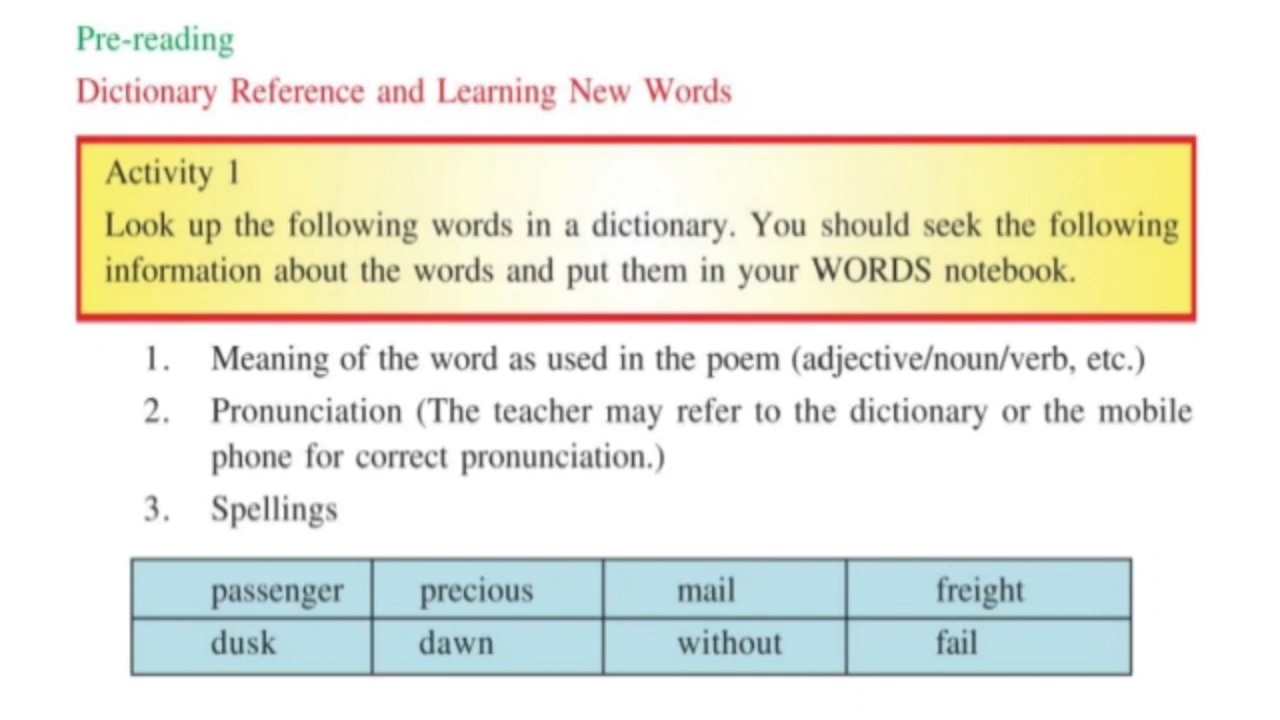 Pre-reading
Dictionary Reference and Learning New Words
Activity 1
Look up the following words in a dictionary. You should seek the following
information about the words and put them in your WORDS notebook.
1. Meaning of the word as used in the poem (adjective/noun/verb, etc.)
2. Pronunciation (The teacher may refer to the dictionary or the mobile
phone for correct pronunciation.)
3. Spellings
passenger precious mail freight
dusk dawn without fail